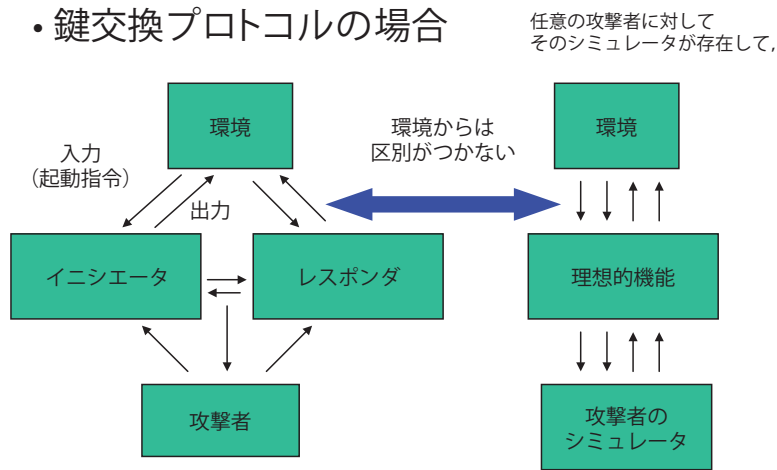 • 鍵交換プロトコルの場合
任意の攻撃者に対して
そのシミュレータが存在して,
環境
環境からは
区別がつかない
環境
入力
（起動指令）
出力
イニシエータ
レスポンダ
理想的機能
攻撃者
攻撃者の
シミュレータ